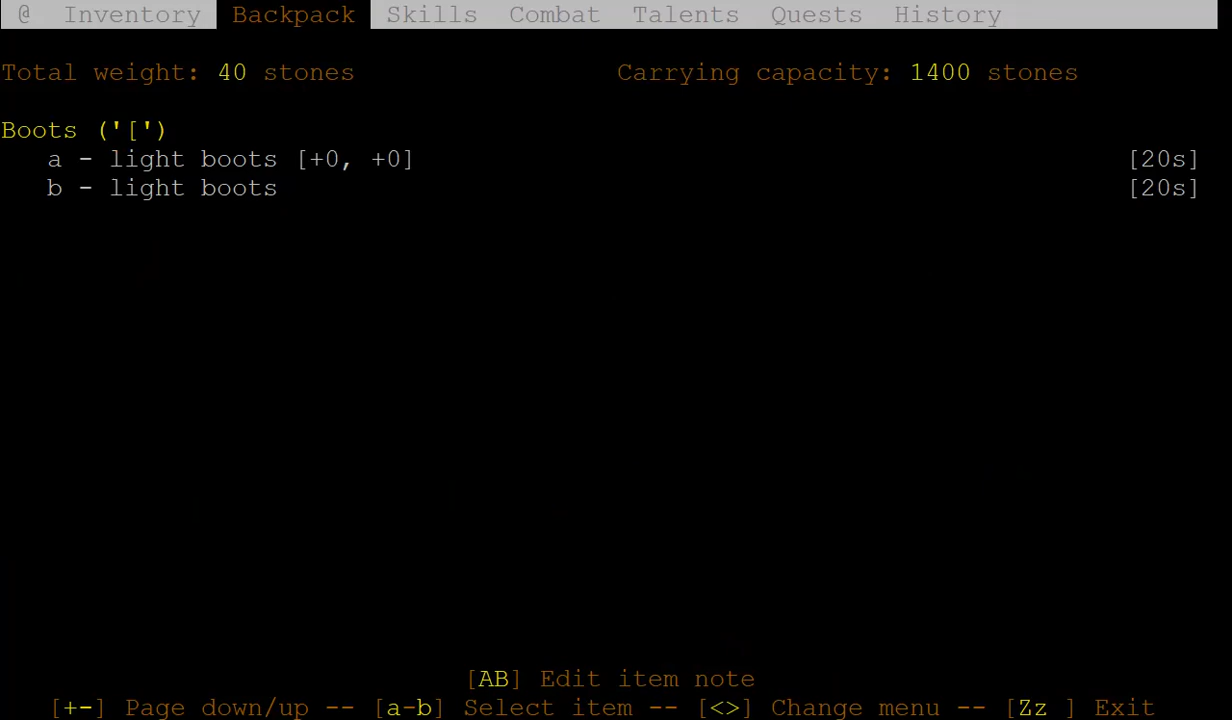 @ Inventory Backpack Skills Combat Talents Quests History
Total weight: 40 stones Carrying capacity: 1400 stones
Boots ('[')
a - light boots [+0, +0] [20s]
b - light boots [20s]
[AB] Edit item note
[+-] Page down/up -- [a-b] Select item -- [<>] Change menu -- [Zz ] Exit